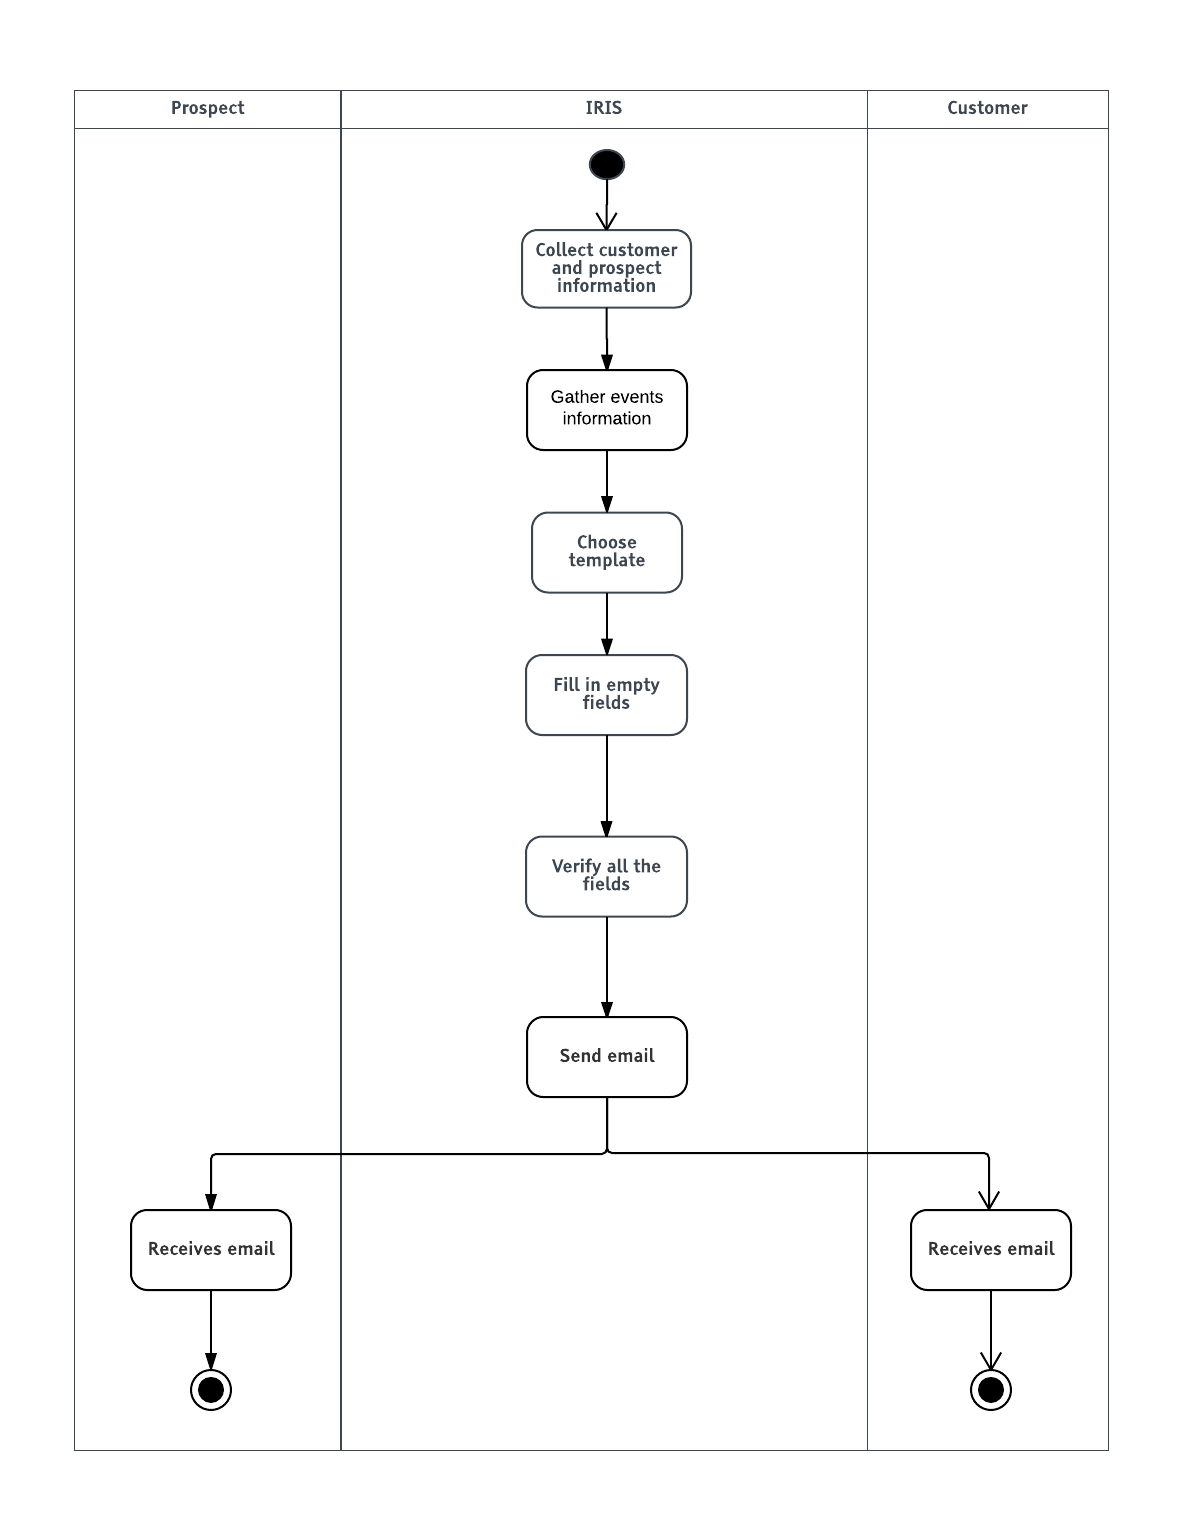 Prospect
IRIS
Customer
Collect customer
and prospect
information
Gather events
information
Choose
template
Fill in empty
fields
Verify all the
fields
Send email
Receives email
Receives email